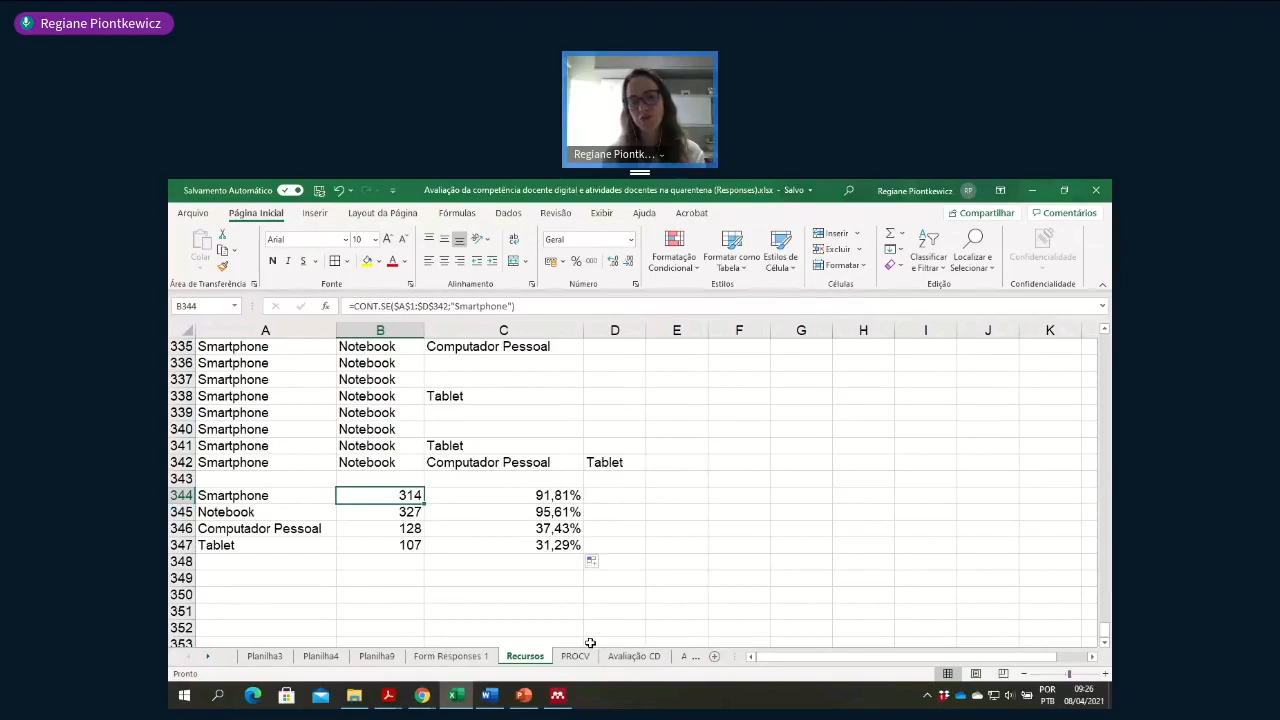 Regiane Piontkewicz
Regiane Piontk...
Salvamento Automático
Avaliação da competência docente digital e atividades docentes na quarentena (Responses).xlsx - Salvo
Regiane Piontkewicz
RP
Arquivo Página Inicial Inserir Layout da Página Fórmulas Dados Revisão Exibir Ajuda Acrobat Compartilhar Comentários
Colar
Arial 10
N I S
ab
Geral
% 000
Formatação Condicional
Formatar como Tabela
Estilos de Célula
Inserir
Excluir
Formatar
Classificar e Filtrar
Localizar e Selecionar
Confidencialidade
Área de Transferência Fonte Alinhamento Número Estilos Células Edição Confidencialidade
B344 fx =CONT.SE($A$1:$D$342;"Smartphone")
A B C D E F G H I J K
335 Smartphone Notebook Computador Pessoal
336 Smartphone Notebook
337 Smartphone Notebook
338 Smartphone Notebook Tablet
339 Smartphone Notebook
340 Smartphone Notebook
341 Smartphone Notebook Tablet
342 Smartphone Notebook Computador Pessoal Tablet
343
344 Smartphone 314 91,81%
345 Notebook 327 95,61%
346 Computador Pessoal 128 37,43%
347 Tablet 107 31,29%
348
349
350
351
352
353
Planilha3 Planilha4 Planilha9 Form Responses 1 Recursos PROCV Avaliação CD A ...
Pronto
POR 09:26
PTB 08/04/2021